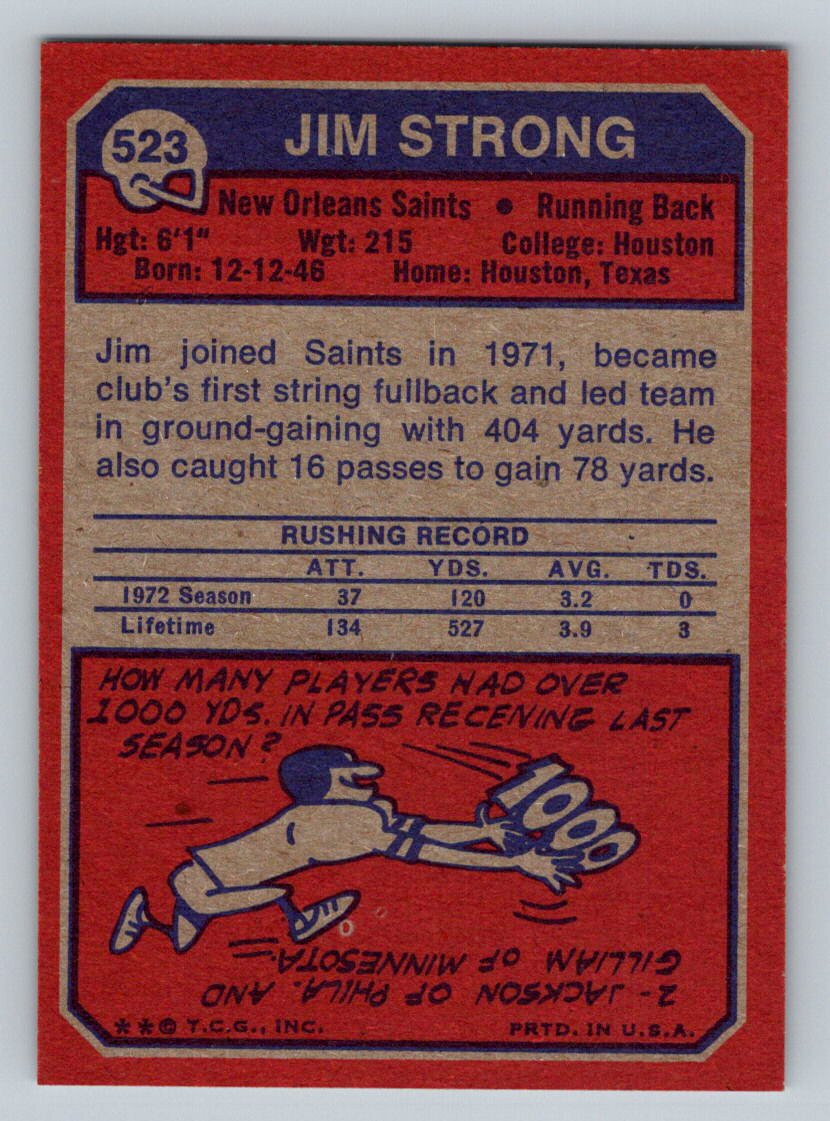 523
JIM STRONG
New Orleans Saints • Running Back
Hgt: 6'1" Wgt: 215 College: Houston
Born: 12-12-46 Home: Houston, Texas
Jim joined Saints in 1971, became
club's first string fullback and led team
in ground-gaining with 404 yards. He
also caught 16 passes to gain 78 yards.
RUSHING RECORD
ATT. YDS. AVG. TDS.
1972 Season 37 120 3.2 0
Lifetime 134 527 3.9 3
HOW MANY PLAYERS HAD OVER
1000 YDS. IN PASS RECEIVING LAST
SEASON?
1000
2 - JACKSON OF PHILA. AND
GILLIAM OF MINNESOTA.
**© T.C.G., INC. PRTD. IN U.S.A.